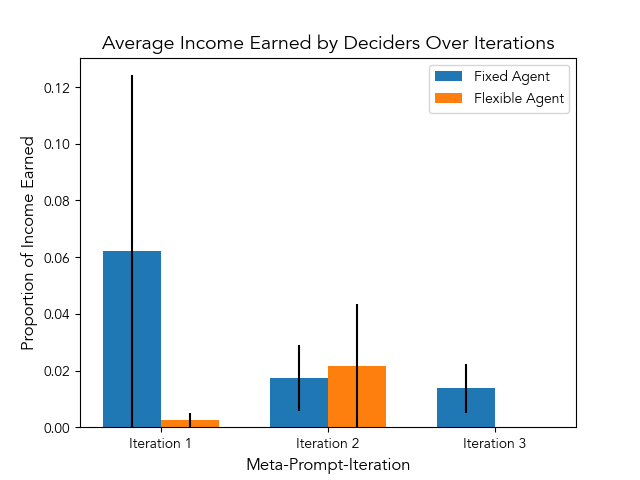 Average Income Earned by Deciders Over Iterations
Fixed Agent
Flexible Agent
Proportion of Income Earned
0.12
0.10
0.08
0.06
0.04
0.02
0.00
Iteration 1
Iteration 2
Iteration 3
Meta-Prompt-Iteration